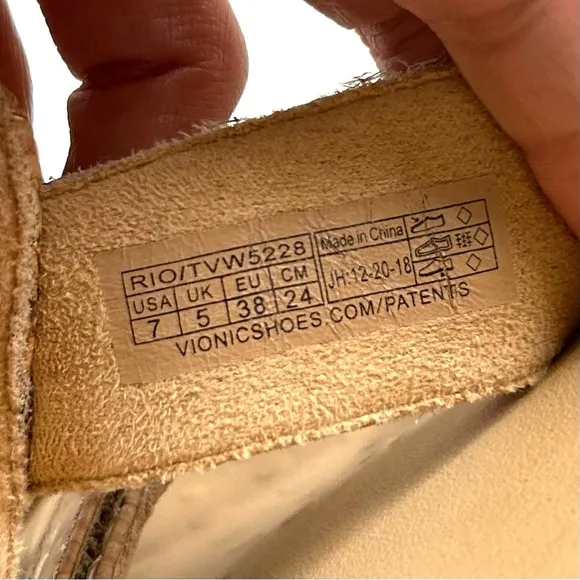 RIO/TVW5228
USA UK EU CM
7 5 38 24
Made in China
JH:12-20-18
VIONICSHOES.COM/PATENTS